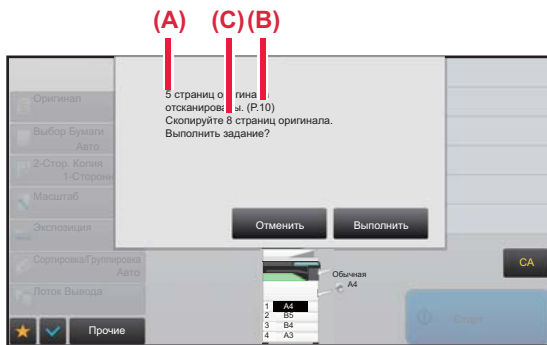 (A) (C) (B)
5 страниц оригинала
отсканированы. (P.10)
Скопируйте 8 страниц оригинала.
Выполнить задание?
Отменить Выполнить
Оригинал
Выбор Бумаги
Авто
2-Стор. Копия
1-Сторонн
Масштаб
Экспозиция
Сортировка/Группировка
Авто
Лоток Вывода
Прочие
Обычная
A4
1 A4
2 B5
3 B4
4 A3
CA
Старт